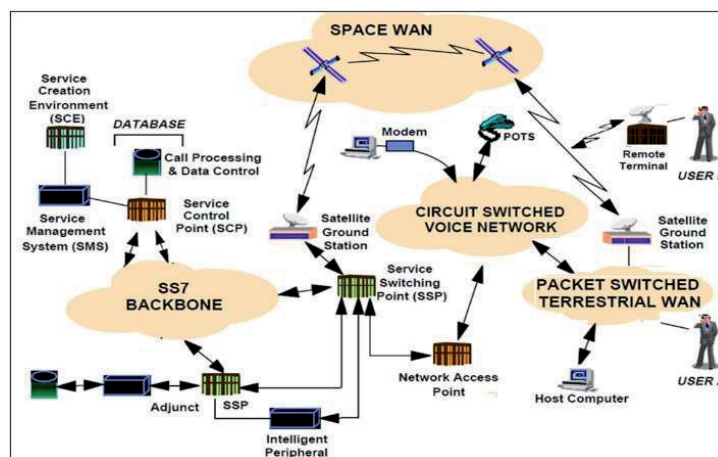 SPACE WAN
Service
Creation
Environment
(SCE)
DATABASE
Call Processing
& Data Control
Service
Management
System (SMS)
Service
Control
Point (SCP)
Modem
POTS
Remote
Terminal
USER
CIRCUIT SWITCHED
VOICE NETWORK
Satellite
Ground
Station
Satellite
Ground
Station
Service
Switching
Point (SSP)
SS7
BACKBONE
PACKET SWITCHED
TERRESTRIAL WAN
Network Access
Point
Host Computer
USER
Adjunct
SSP
Intelligent
Peripheral